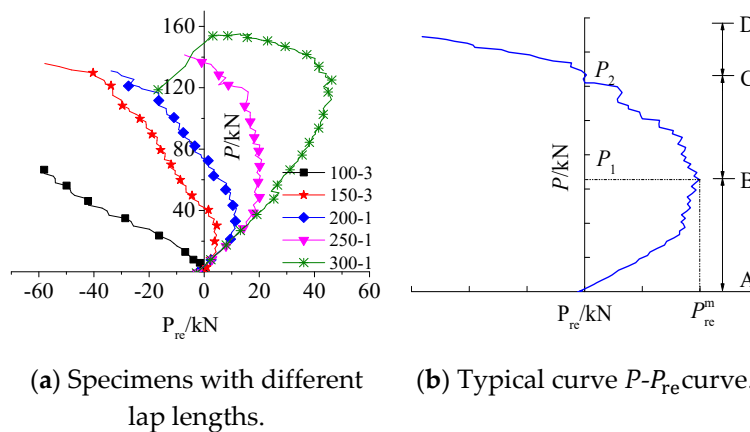 160
120
80
40
P/kN
100-3
150-3
200-1
250-1
300-1
-60 -40 -20 0 20 40 60
P_re/kN
(a) Specimens with different
lap lengths.
D
P_2
C
P/kN
P_1
B
A
P_re/kN
P_re^m
(b) Typical curve P-P_re curve.